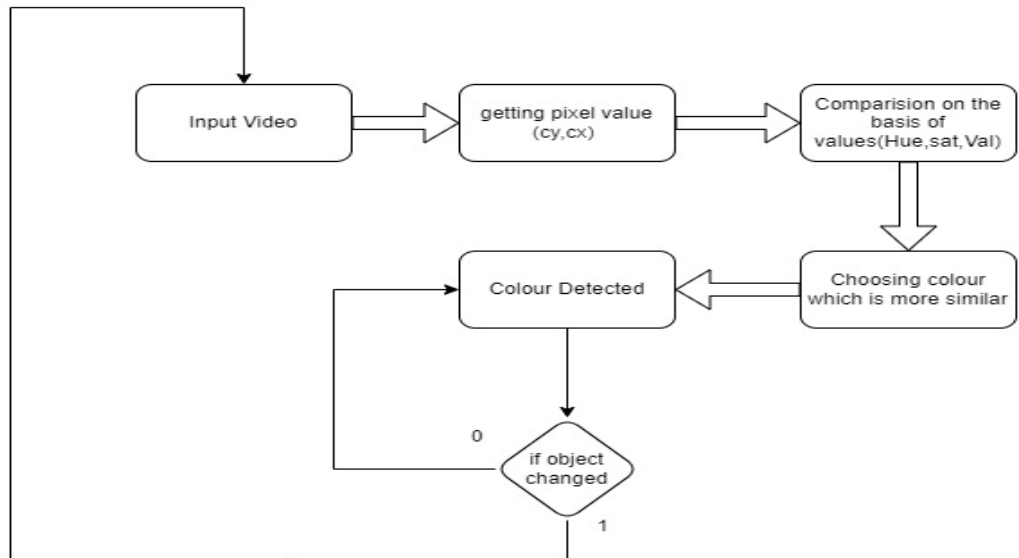 Input Video
getting pixel value
(cy,cx)
Comparision on the
basis of
values(Hue,sat,Val)
Choosing colour
which is more similar
Colour Detected
0
if object
changed
1